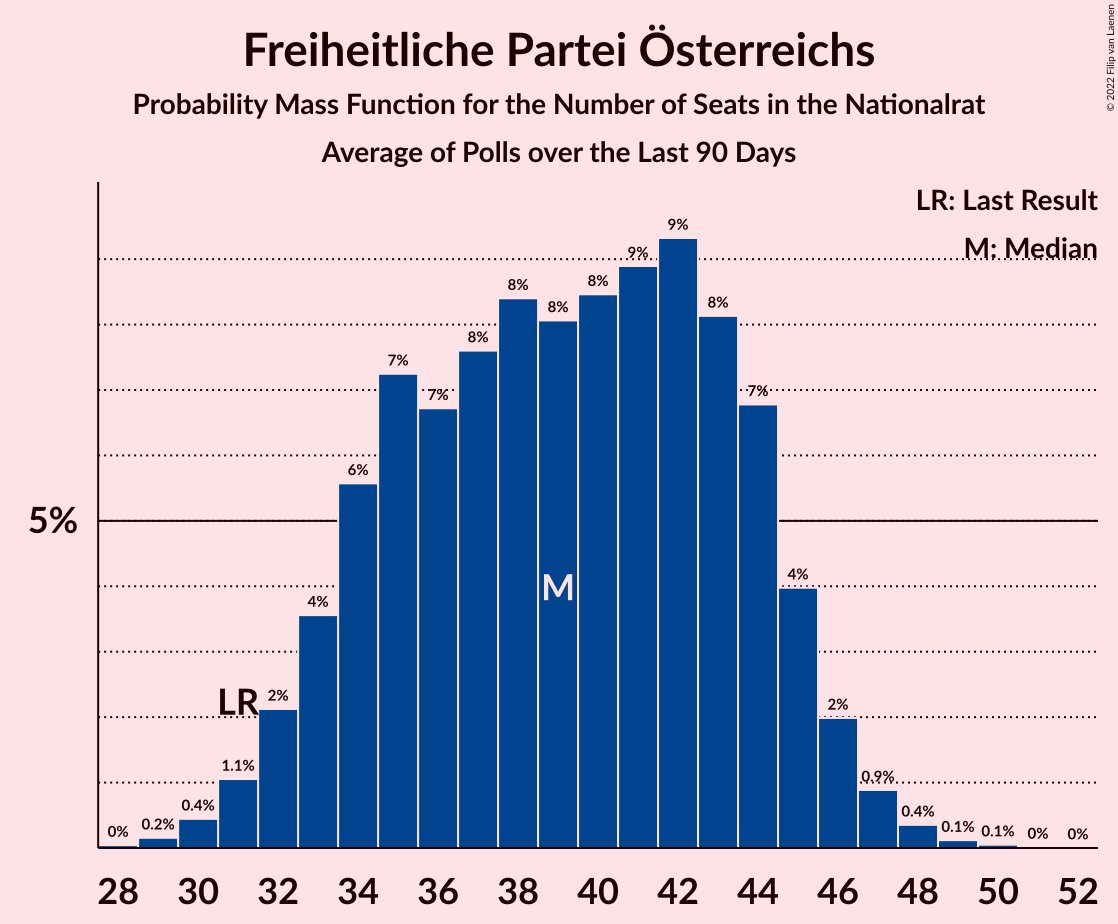 Freiheitliche Partei Österreichs
Probability Mass Function for the Number of Seats in the Nationalrat
Average of Polls over the Last 90 Days
© 2022 Filip van Laenen
LR: Last Result
M: Median
5%
0% 0.2% 0.4% 1.1% 2% 4% 6% 7% 7% 8% 8% 8% 8% 9% 9% 8% 7% 4% 2% 0.9% 0.4% 0.1% 0.1% 0% 0%
LR
M
28 30 32 34 36 38 40 42 44 46 48 50 52